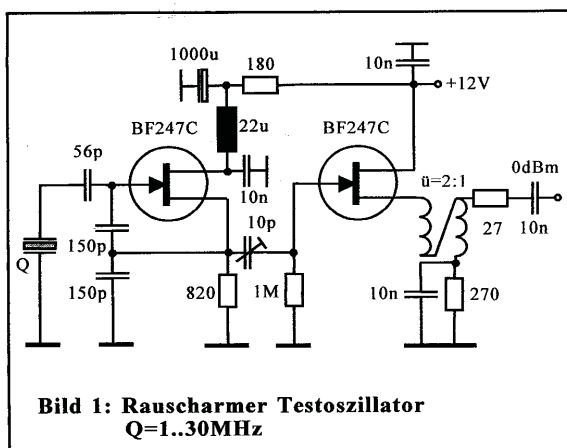 1000u
180
10n
+12V
BF247C
22u
BF247C
56p
10n
ü=2:1
0dBm
10p
27
10n
150p
Q
150p
820
1M
10n
270
Bild 1: Rauscharmer Testoszillator
Q=1..30MHz